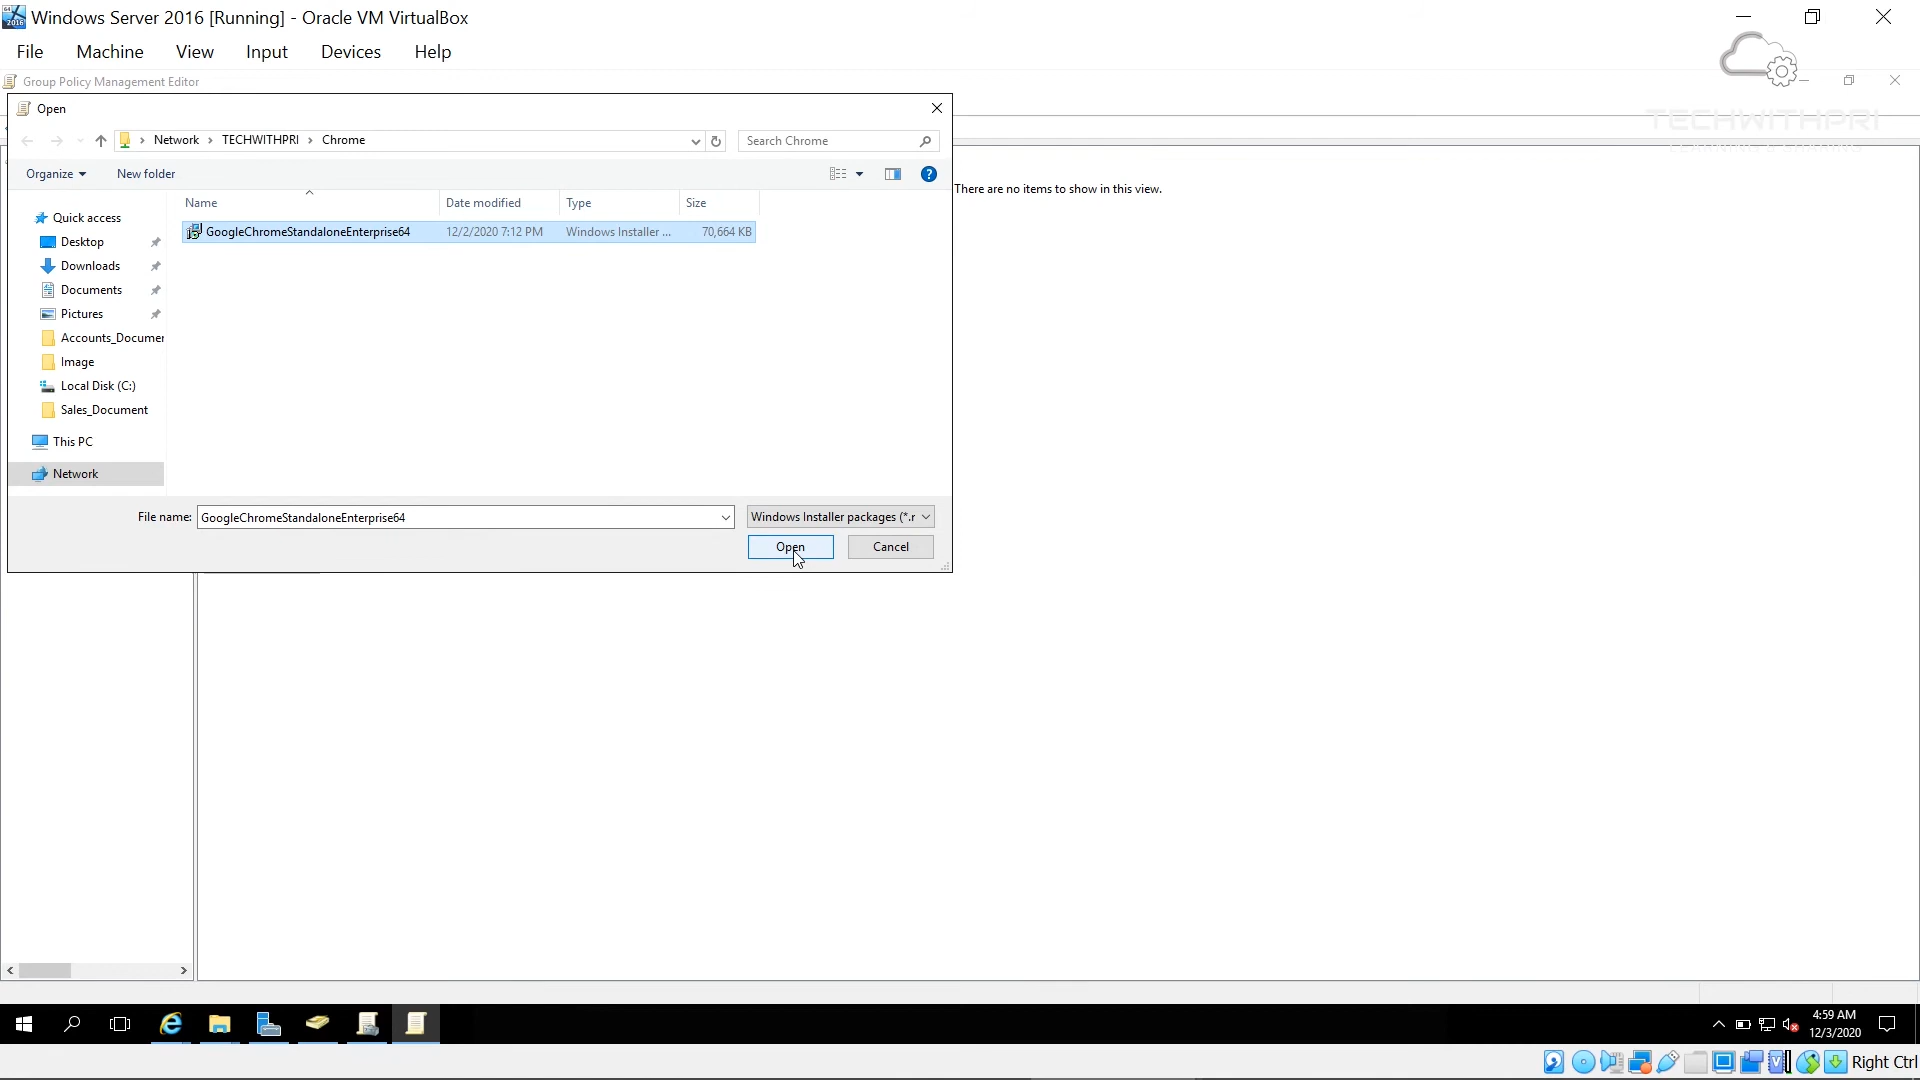 Windows Server 2016 [Running] - Oracle VM VirtualBox
File Machine View Input Devices Help
Group Policy Management Editor
Open
Network > TECHWITHPRI > Chrome
Search Chrome
TECHWITHPRI
Organize New folder
There are no items to show in this view.
Name Date modified Type Size
GoogleChromeStandaloneEnterprise64 12/2/2020 7:12 PM Windows Installer ... 70,664 KB
Quick access
Desktop
Downloads
Documents
Pictures
Accounts_Documer
Image
Local Disk (C:)
Sales_Document
This PC
Network
File name: GoogleChromeStandaloneEnterprise64 Windows Installer packages (*.r
Open Cancel
4:59 AM
12/3/2020
Right Ctrl